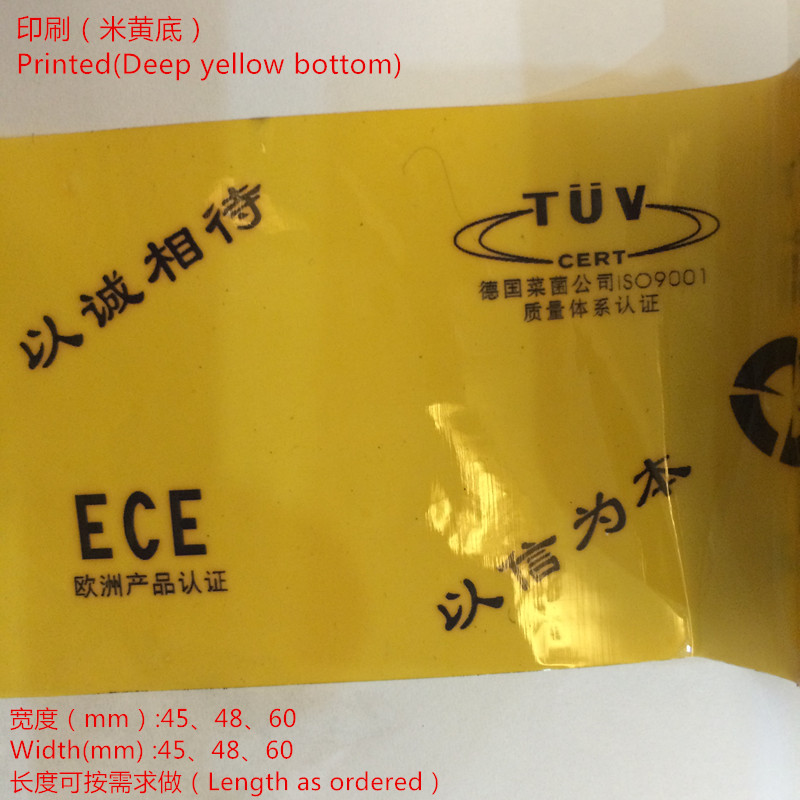 印刷（米黄底）
Printed(Deep yellow bottom)
以诚相待
TÜV
CERT
德国菜茵公司ISO9001
质量体系认证
ECE
欧洲产品认证
以信为本
宽度（mm）:45、48、60
Width(mm) :45、48、60
长度可按需求做（Length as ordered）